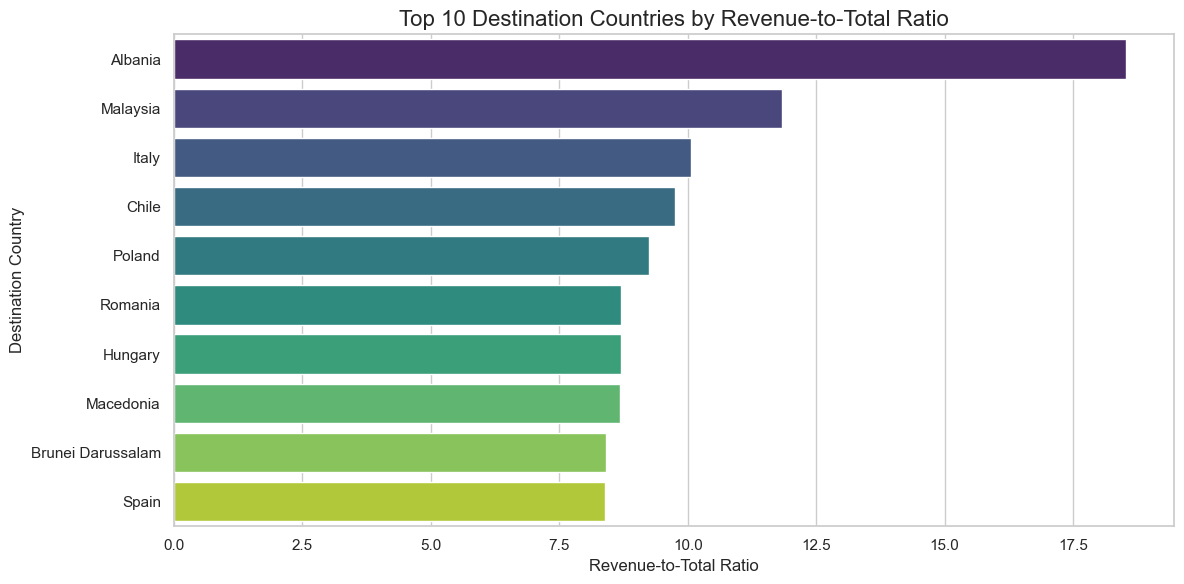 Top 10 Destination Countries by Revenue-to-Total Ratio
Destination Country
Albania
Malaysia
Italy
Chile
Poland
Romania
Hungary
Macedonia
Brunei Darussalam
Spain
0.0 2.5 5.0 7.5 10.0 12.5 15.0 17.5
Revenue-to-Total Ratio